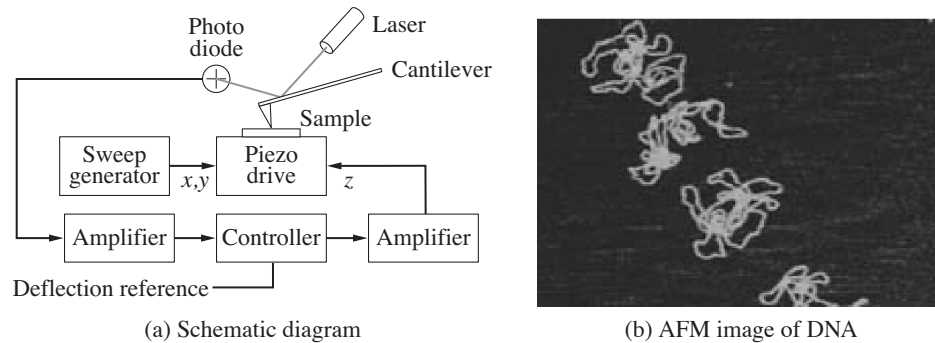 Photo
diode
Laser
Cantilever
Sample
Sweep
generator
x,y
Piezo
drive
z
Amplifier
Controller
Amplifier
Deflection reference
(a) Schematic diagram
(b) AFM image of DNA